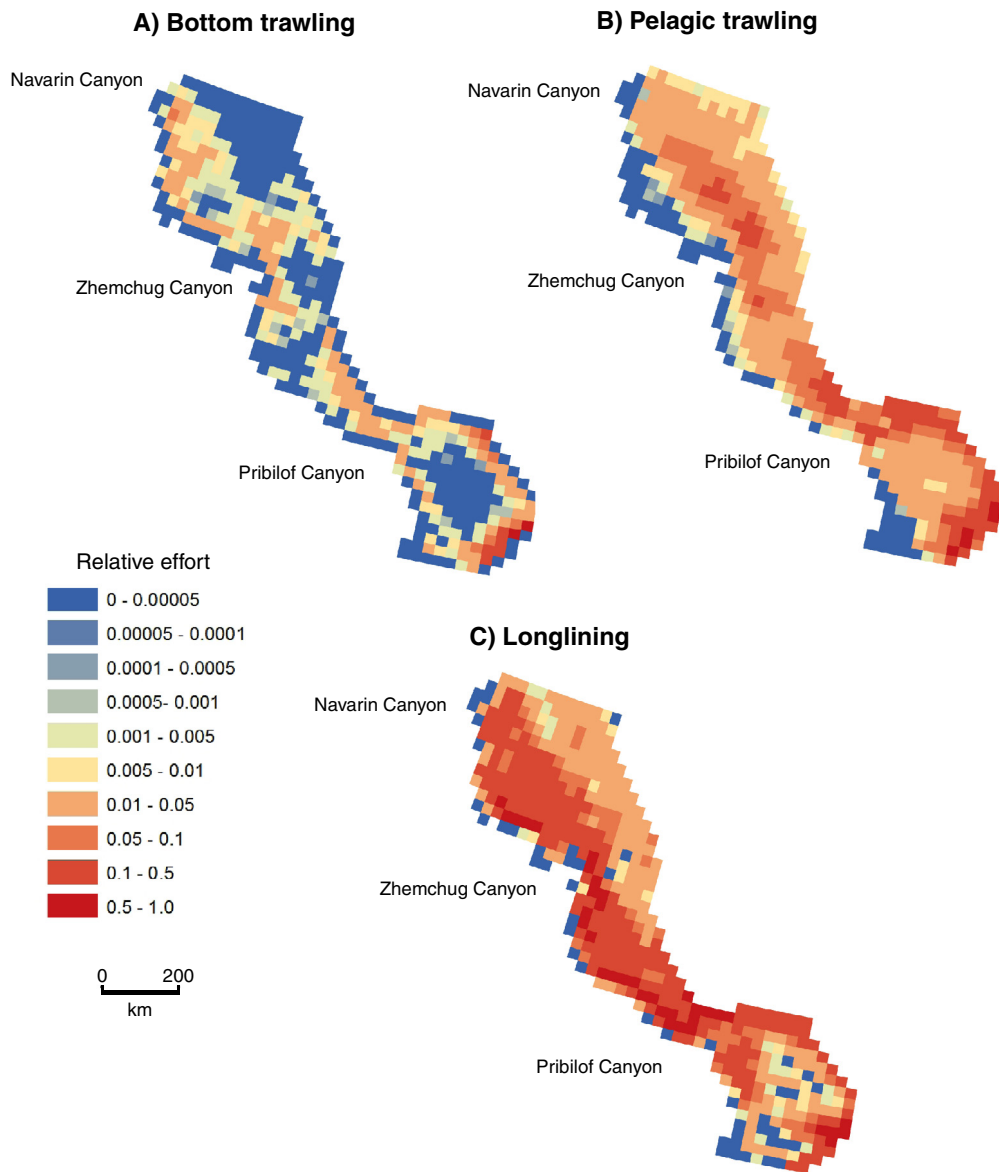 A) Bottom trawling
B) Pelagic trawling
Navarin Canyon
Navarin Canyon
Zhemchug Canyon
Zhemchug Canyon
Pribilof Canyon
Pribilof Canyon
Relative effort
0 - 0.00005
0.00005 - 0.0001
0.0001 - 0.0005
0.0005- 0.001
0.001 - 0.005
0.005 - 0.01
0.01 - 0.05
0.05 - 0.1
0.1 - 0.5
0.5 - 1.0
0 200
km
C) Longlining
Navarin Canyon
Zhemchug Canyon
Pribilof Canyon